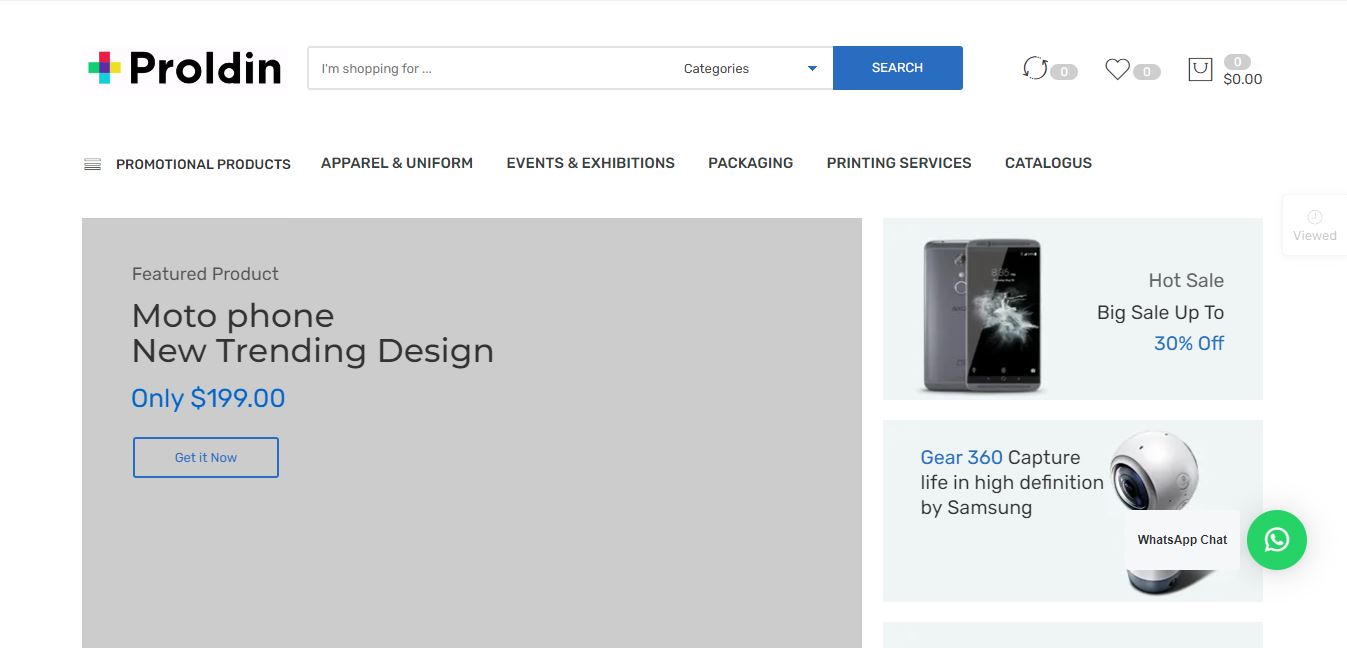 Proldin
I'm shopping for ...
Categories
SEARCH
0
0
0
$0.00
PROMOTIONAL PRODUCTS
APPAREL & UNIFORM
EVENTS & EXHIBITIONS
PACKAGING
PRINTING SERVICES
CATALOGUS
Viewed
Featured Product
Moto phone
New Trending Design
Only $199.00
Get it Now
Hot Sale
Big Sale Up To
30% Off
Gear 360 Capture
life in high definition
by Samsung
WhatsApp Chat